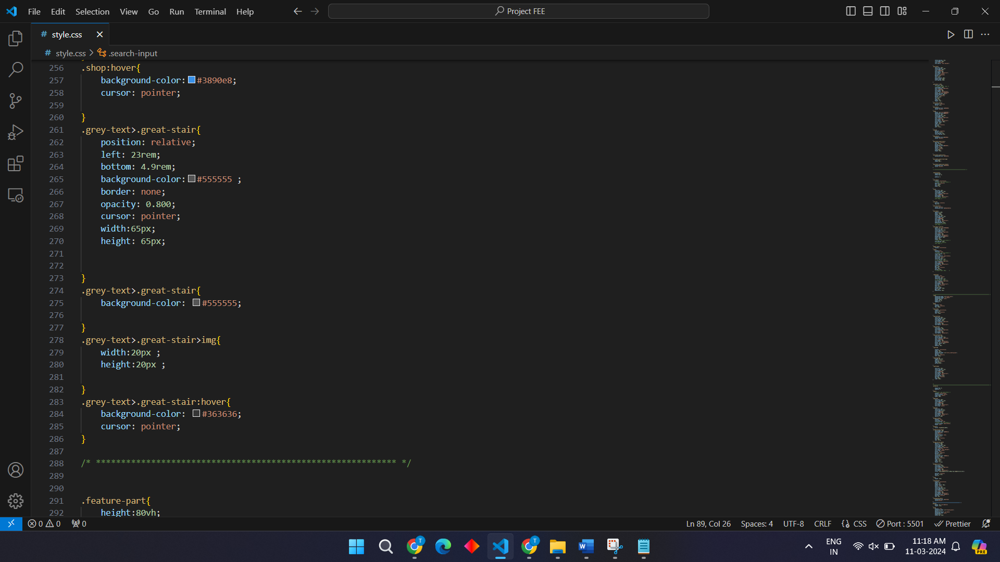 File Edit Selection View Go Run Terminal Help
Project FEE
# style.css
# style.css > .search-input
256 .shop:hover{
257 background-color: #3890e8;
258 cursor: pointer;
259
260 }
261 .grey-text>.great-stair{
262 position: relative;
263 left: 23rem;
264 bottom: 4.9rem;
265 background-color: #555555 ;
266 border: none;
267 opacity: 0.800;
268 cursor: pointer;
269 width:65px;
270 height: 65px;
271
272
273 }
274 .grey-text>.great-stair{
275 background-color: #555555;
276
277 }
278 .grey-text>.great-stair>img{
279 width:20px ;
280 height:20px ;
281
282 }
283 .grey-text>.great-stair:hover{
284 background-color: #363636;
285 cursor: pointer;
286 }
287
288 /* ************************************************************ */
289
290
291 .feature-part{
292 height:80vh;
0 0 0 Ln 89, Col 26 Spaces: 4 UTF-8 CRLF {} CSS Port : 5501 Prettier
ENG
IN
11:18 AM
11-03-2024
PRE